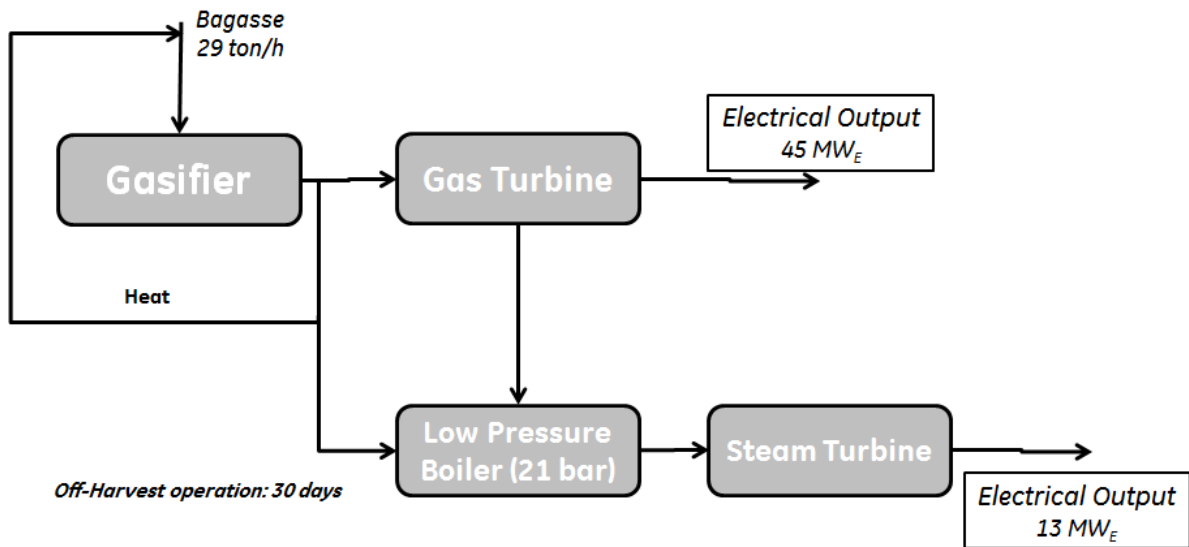 Bagasse
29 ton/h
Electrical Output
45 MWE
Gasifier
Gas Turbine
Heat
Low Pressure
Boiler (21 bar)
Steam Turbine
Off-Harvest operation: 30 days
Electrical Output
13 MWE